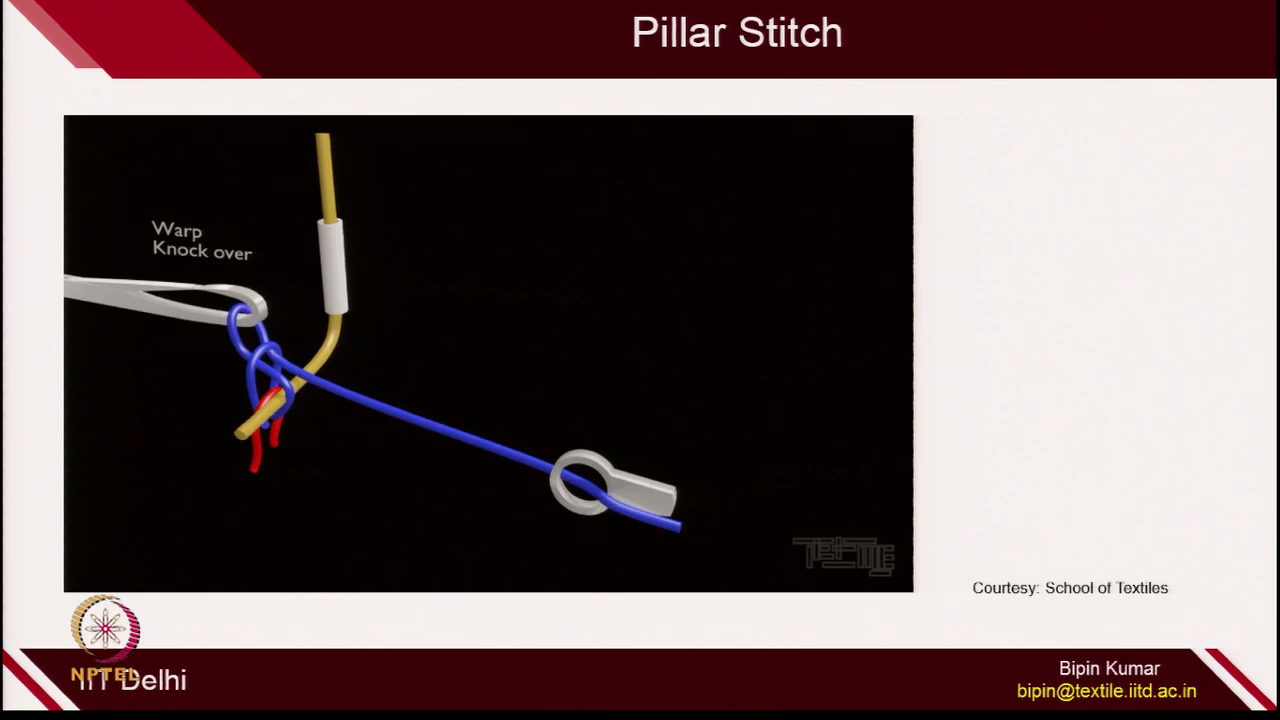 Pillar Stitch
Warp
Knock over
Courtesy: School of Textiles
NPTEL
IIT Delhi
Bipin Kumar
bipin@textile.iitd.ac.in